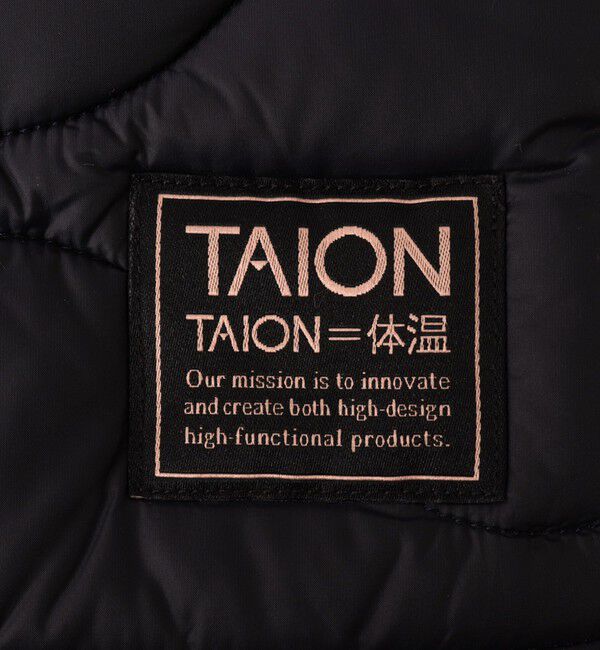 TAION
TAION=体温
Our mission is to innovate
and create both high-design
high-functional products.